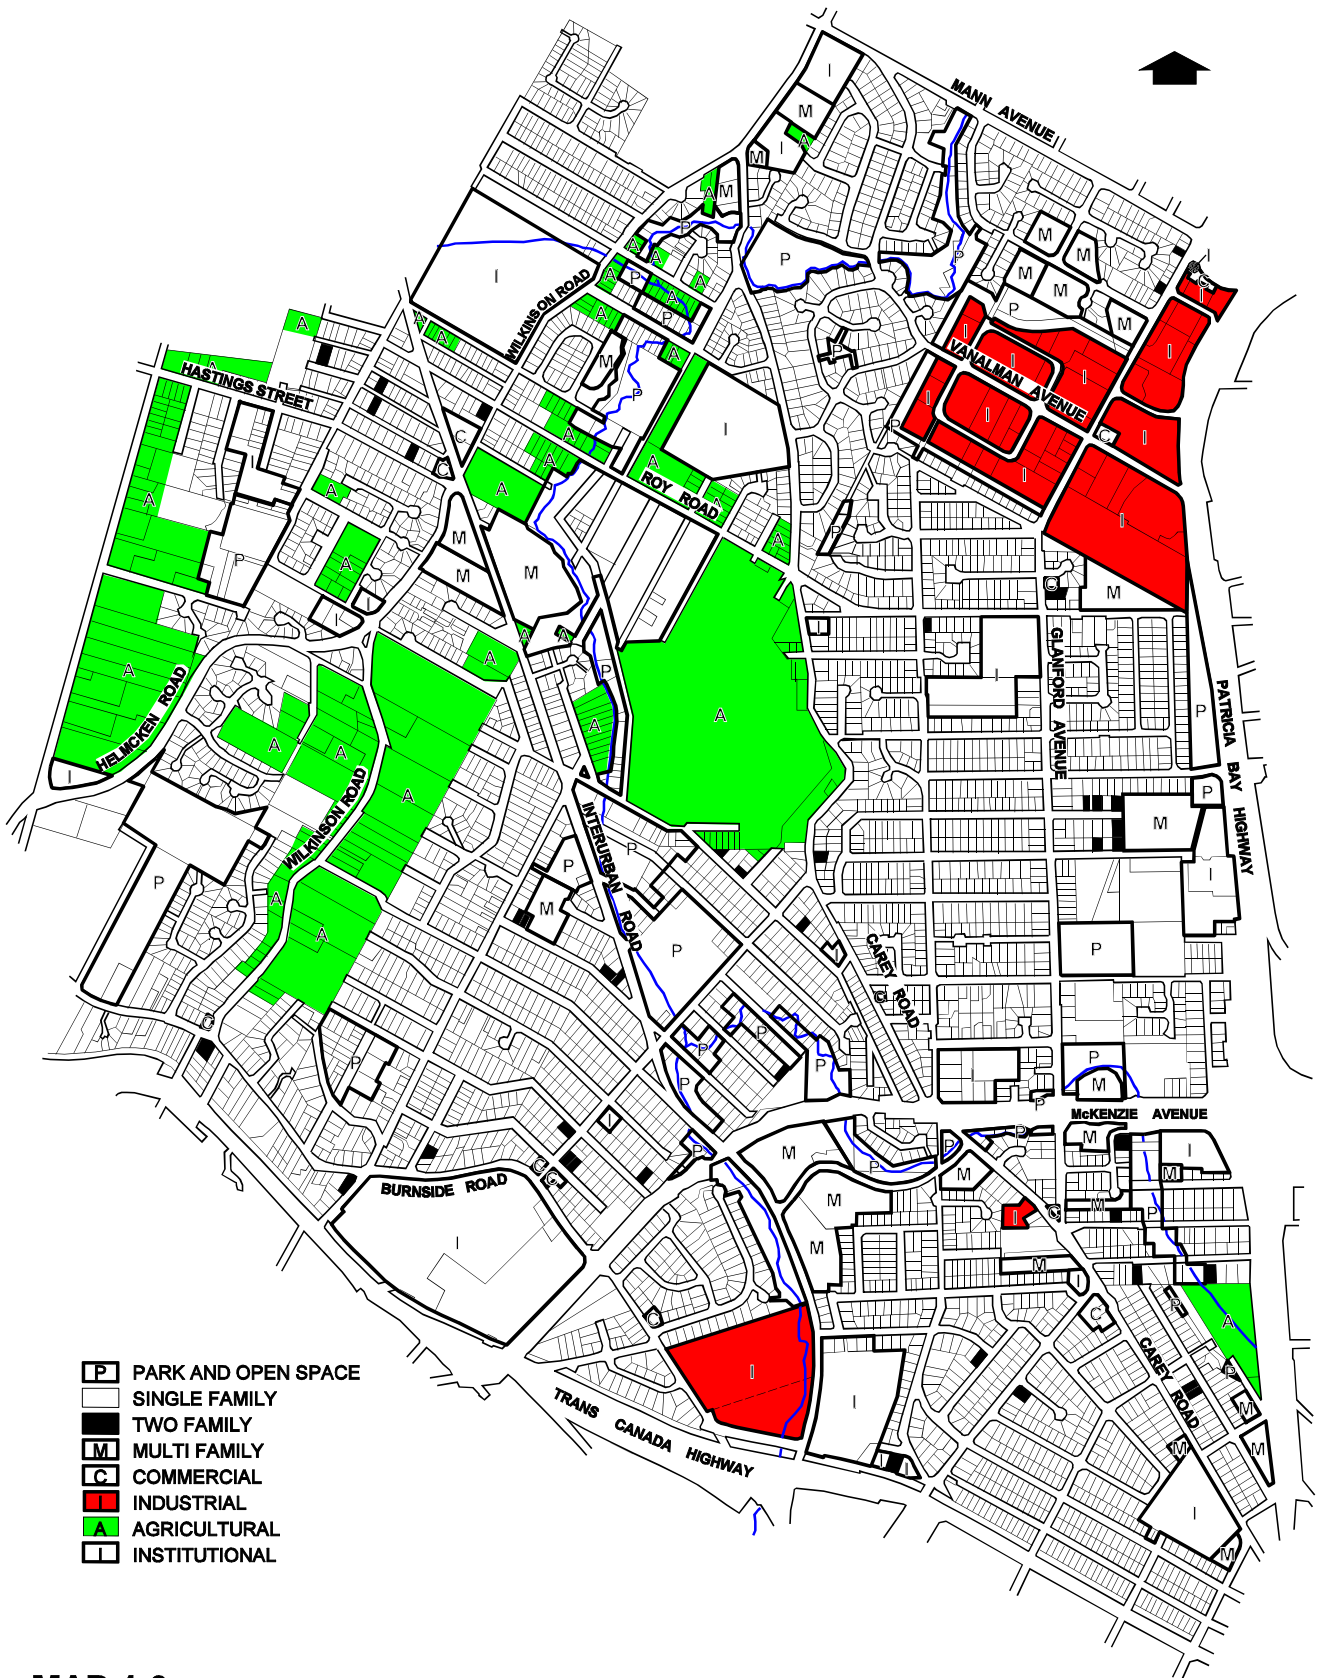 MANN AVENUE
WILKINSON ROAD
HASTINGS STREET
VANALMAN AVENUE
ROY ROAD
GLANFORD AVENUE
HELMCKEN ROAD
PATRICIA BAY HIGHWAY
WILKINSON ROAD
INTERURBAN ROAD
CAREY ROAD
McKENZIE AVENUE
BURNSIDE ROAD
CAREY ROAD
TRANS CANADA HIGHWAY
P PARK AND OPEN SPACE
SINGLE FAMILY
TWO FAMILY
M MULTI FAMILY
C COMMERCIAL
I INDUSTRIAL
A AGRICULTURAL
I INSTITUTIONAL